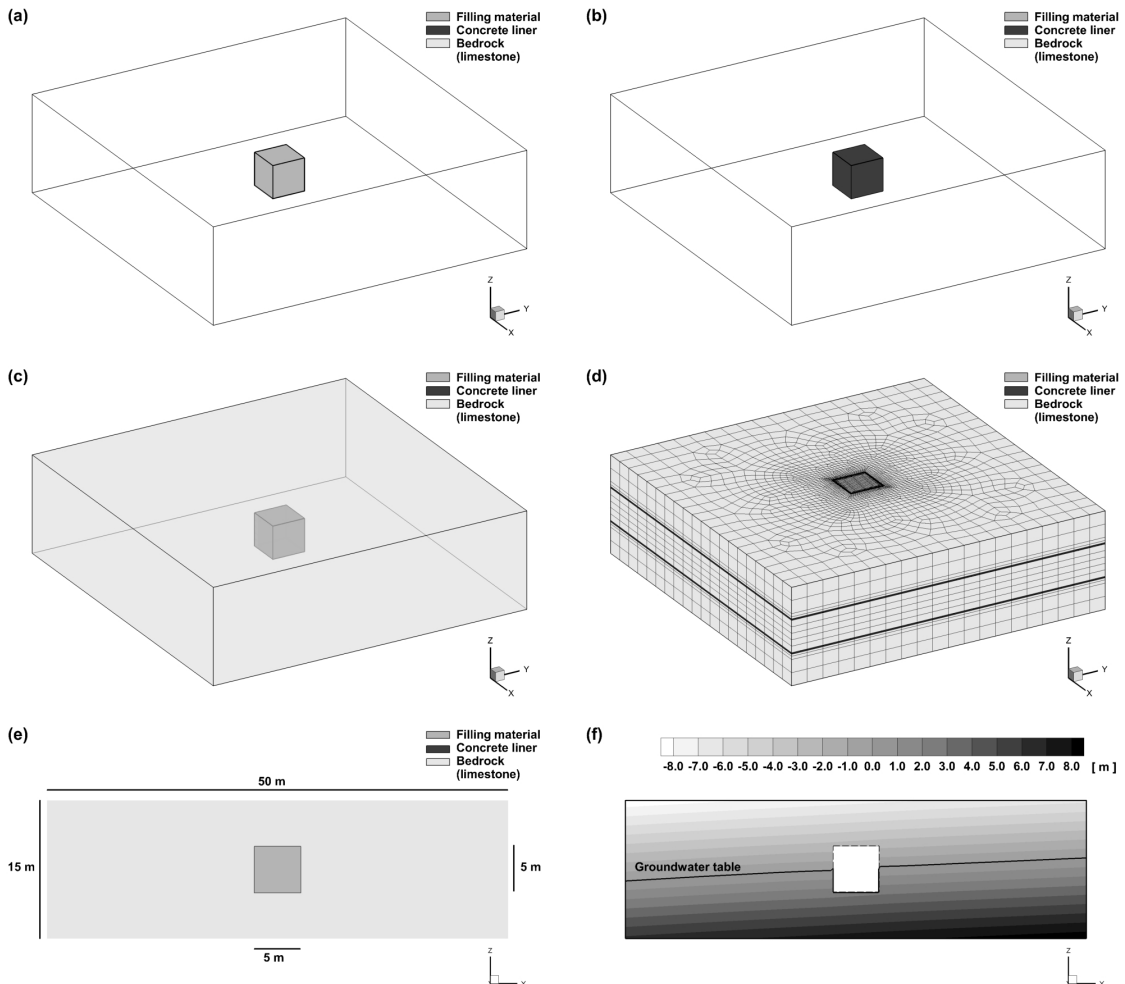 (a)
Filling material
Concrete liner
Bedrock
(limestone)
Z
Y
X
(b)
Filling material
Concrete liner
Bedrock
(limestone)
Z
Y
X
(c)
Filling material
Concrete liner
Bedrock
(limestone)
Z
Y
X
(d)
Filling material
Concrete liner
Bedrock
(limestone)
Z
Y
X
(e)
Filling material
Concrete liner
Bedrock
(limestone)
50 m
15 m
5 m
5 m
Z
(f)
-8.0 -7.0 -6.0 -5.0 -4.0 -3.0 -2.0 -1.0 0.0 1.0 2.0 3.0 4.0 5.0 6.0 7.0 8.0 [ m ]
Groundwater table
Z